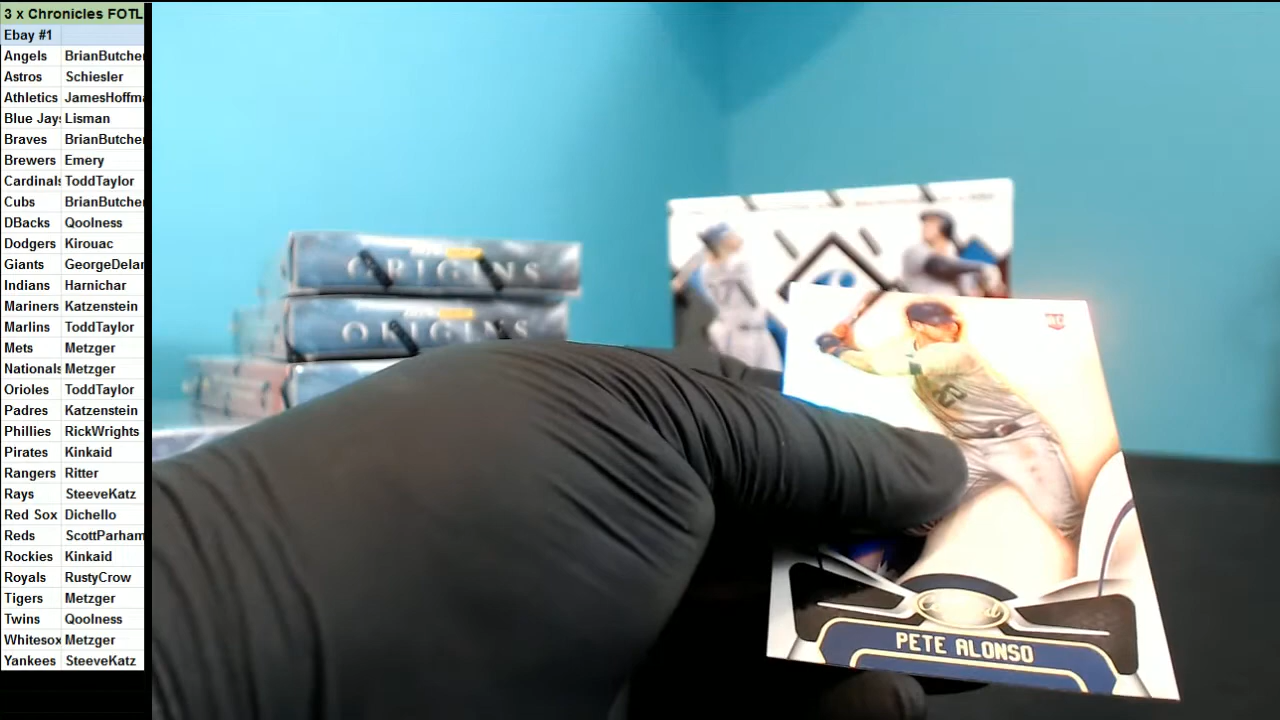 3 x Chronicles FOTL
Ebay #1
Angels BrianButcher
Astros Schiesler
Athletics JamesHoffma
Blue Jays Lisman
Braves BrianButcher
Brewers Emery
Cardinals ToddTaylor
Cubs BrianButcher
DBacks Qoolness
Dodgers Kirouac
Giants GeorgeDelar
Indians Harnichar
Mariners Katzenstein
Marlins ToddTaylor
Mets Metzger
Nationals Metzger
Orioles ToddTaylor
Padres Katzenstein
Phillies RickWrights
Pirates Kinkaid
Rangers Ritter
Rays SteeveKatz
Red Sox Dichello
Reds ScottParham
Rockies Kinkaid
Royals RustyCrow
Tigers Metzger
Twins Qoolness
Whitesox Metzger
Yankees SteeveKatz
ORIGINS
ORIGINS
RC
PETE ALONSO